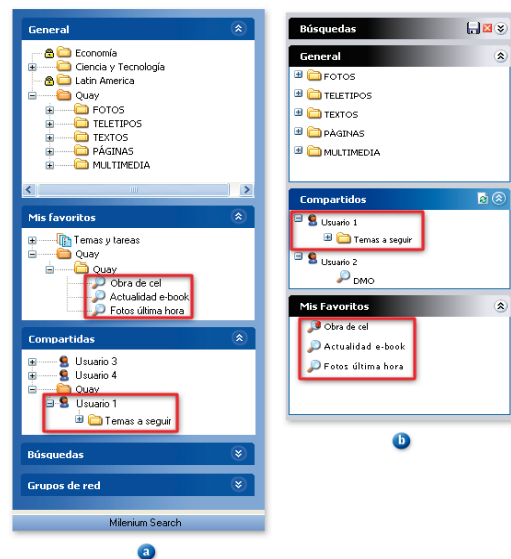 General
Economía
Ciencia y Tecnología
Latin America
Quay
FOTOS
TELETIPOS
TEXTOS
PÁGINAS
MULTIMEDIA
Mis favoritos
Temas y tareas
Quay
Quay
Obra de cel
Actualidad e-book
Fotos última hora
Compartidas
Usuario 3
Usuario 4
Quay
Usuario 1
Temas a seguir
Búsquedas
Grupos de red
Milenium Search
a
Búsquedas
General
FOTOS
TELETIPOS
TEXTOS
PÀGINAS
MULTIMEDIA
Compartidos
Usuario 1
Temas a seguir
Usuario 2
DMO
Mis Favoritos
Obra de cel
Actualidad e-book
Fotos última hora
b